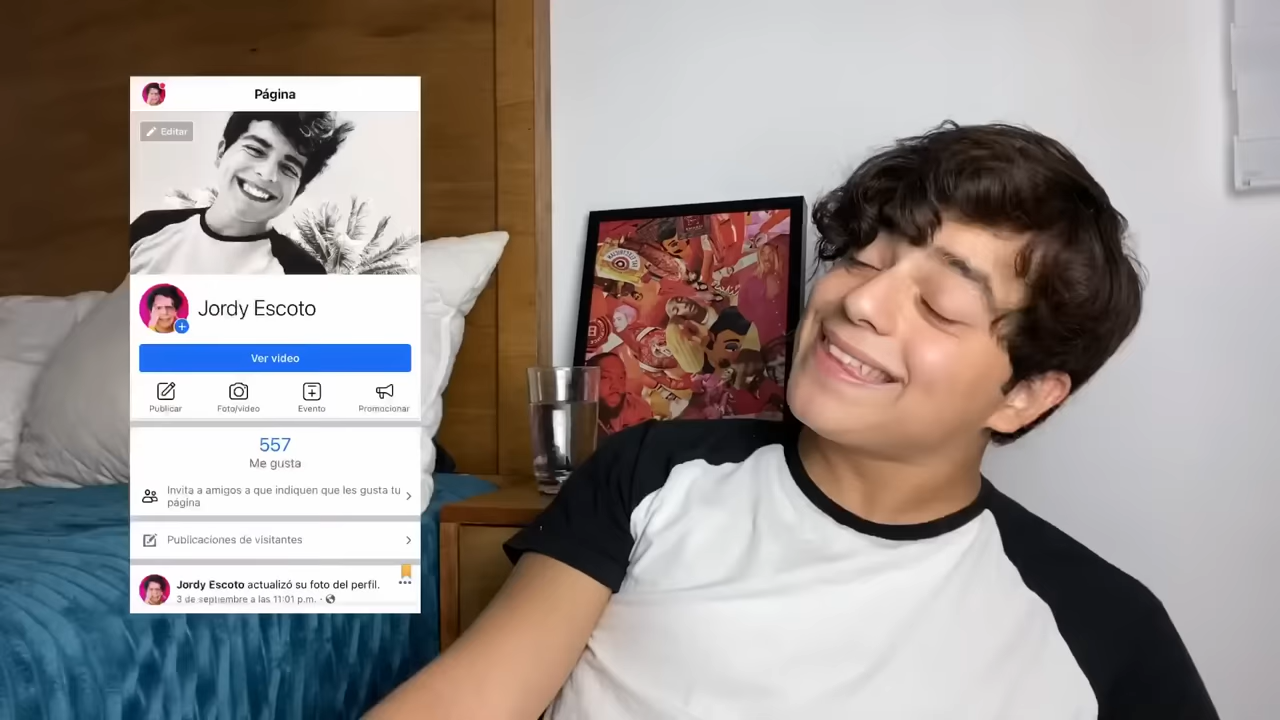 Página
Editar
Jordy Escoto
Ver video
Publicar
Foto/video
Evento
Promocionar
557
Me gusta
Invita a amigos a que indiquen que les gusta tu
página
Publicaciones de visitantes
Jordy Escoto actualizó su foto del perfil.
3 de septiembre a las 11:01 p.m. ·